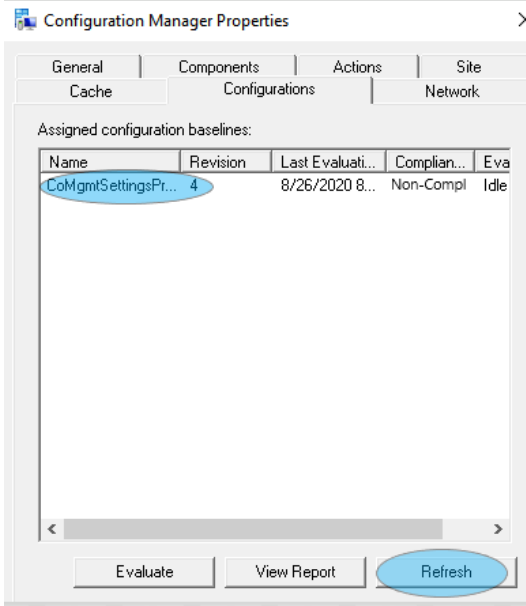 Configuration Manager Properties
General Components Actions Site
Cache Configurations Network
Assigned configuration baselines:
Name Revision Last Evaluati... Complian... Eva
CoMgmtSettingsPr... 4 8/26/2020 8... Non-Compl Idle
Evaluate View Report Refresh